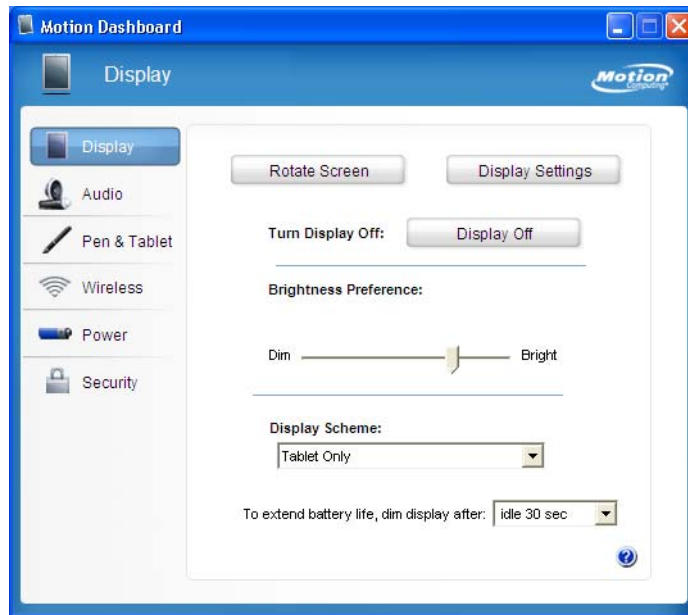 Motion Dashboard
Display
Motion
Computing
Display
Audio
Pen & Tablet
Wireless
Power
Security
Rotate Screen
Display Settings
Turn Display Off:
Display Off
Brightness Preference:
Dim
Bright
Display Scheme:
Tablet Only
To extend battery life, dim display after:
idle 30 sec
?